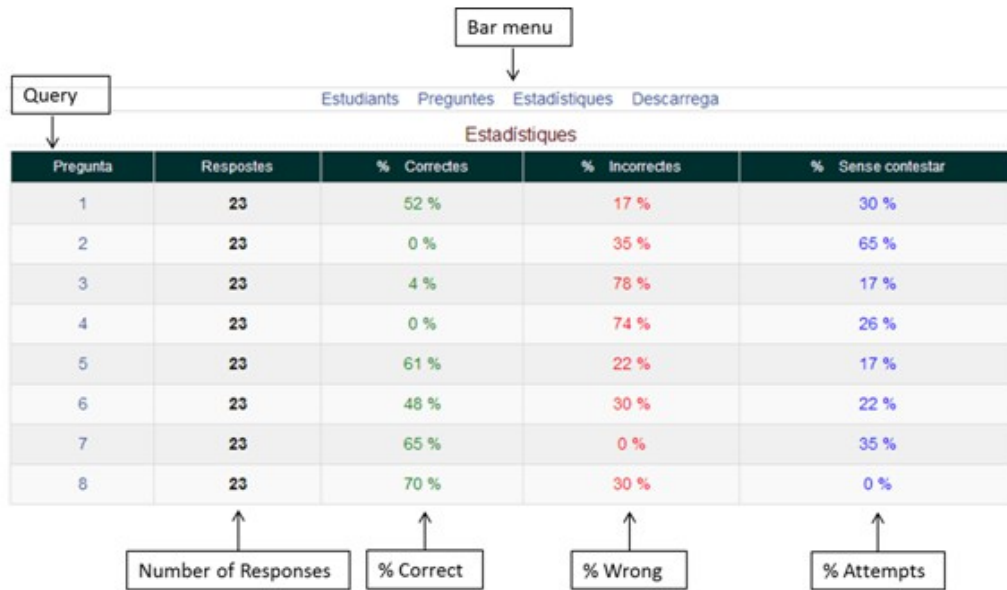 Bar menu
Query
Estudiants Preguntes Estadístiques Descarrega
Estadístiques
Pregunta Respostes % Correctes % Incorrectes % Sense contestar
1 23 52 % 17 % 30 %
2 23 0 % 35 % 65 %
3 23 4 % 78 % 17 %
4 23 0 % 74 % 26 %
5 23 61 % 22 % 17 %
6 23 48 % 30 % 22 %
7 23 65 % 0 % 35 %
8 23 70 % 30 % 0 %
Number of Responses % Correct % Wrong % Attempts